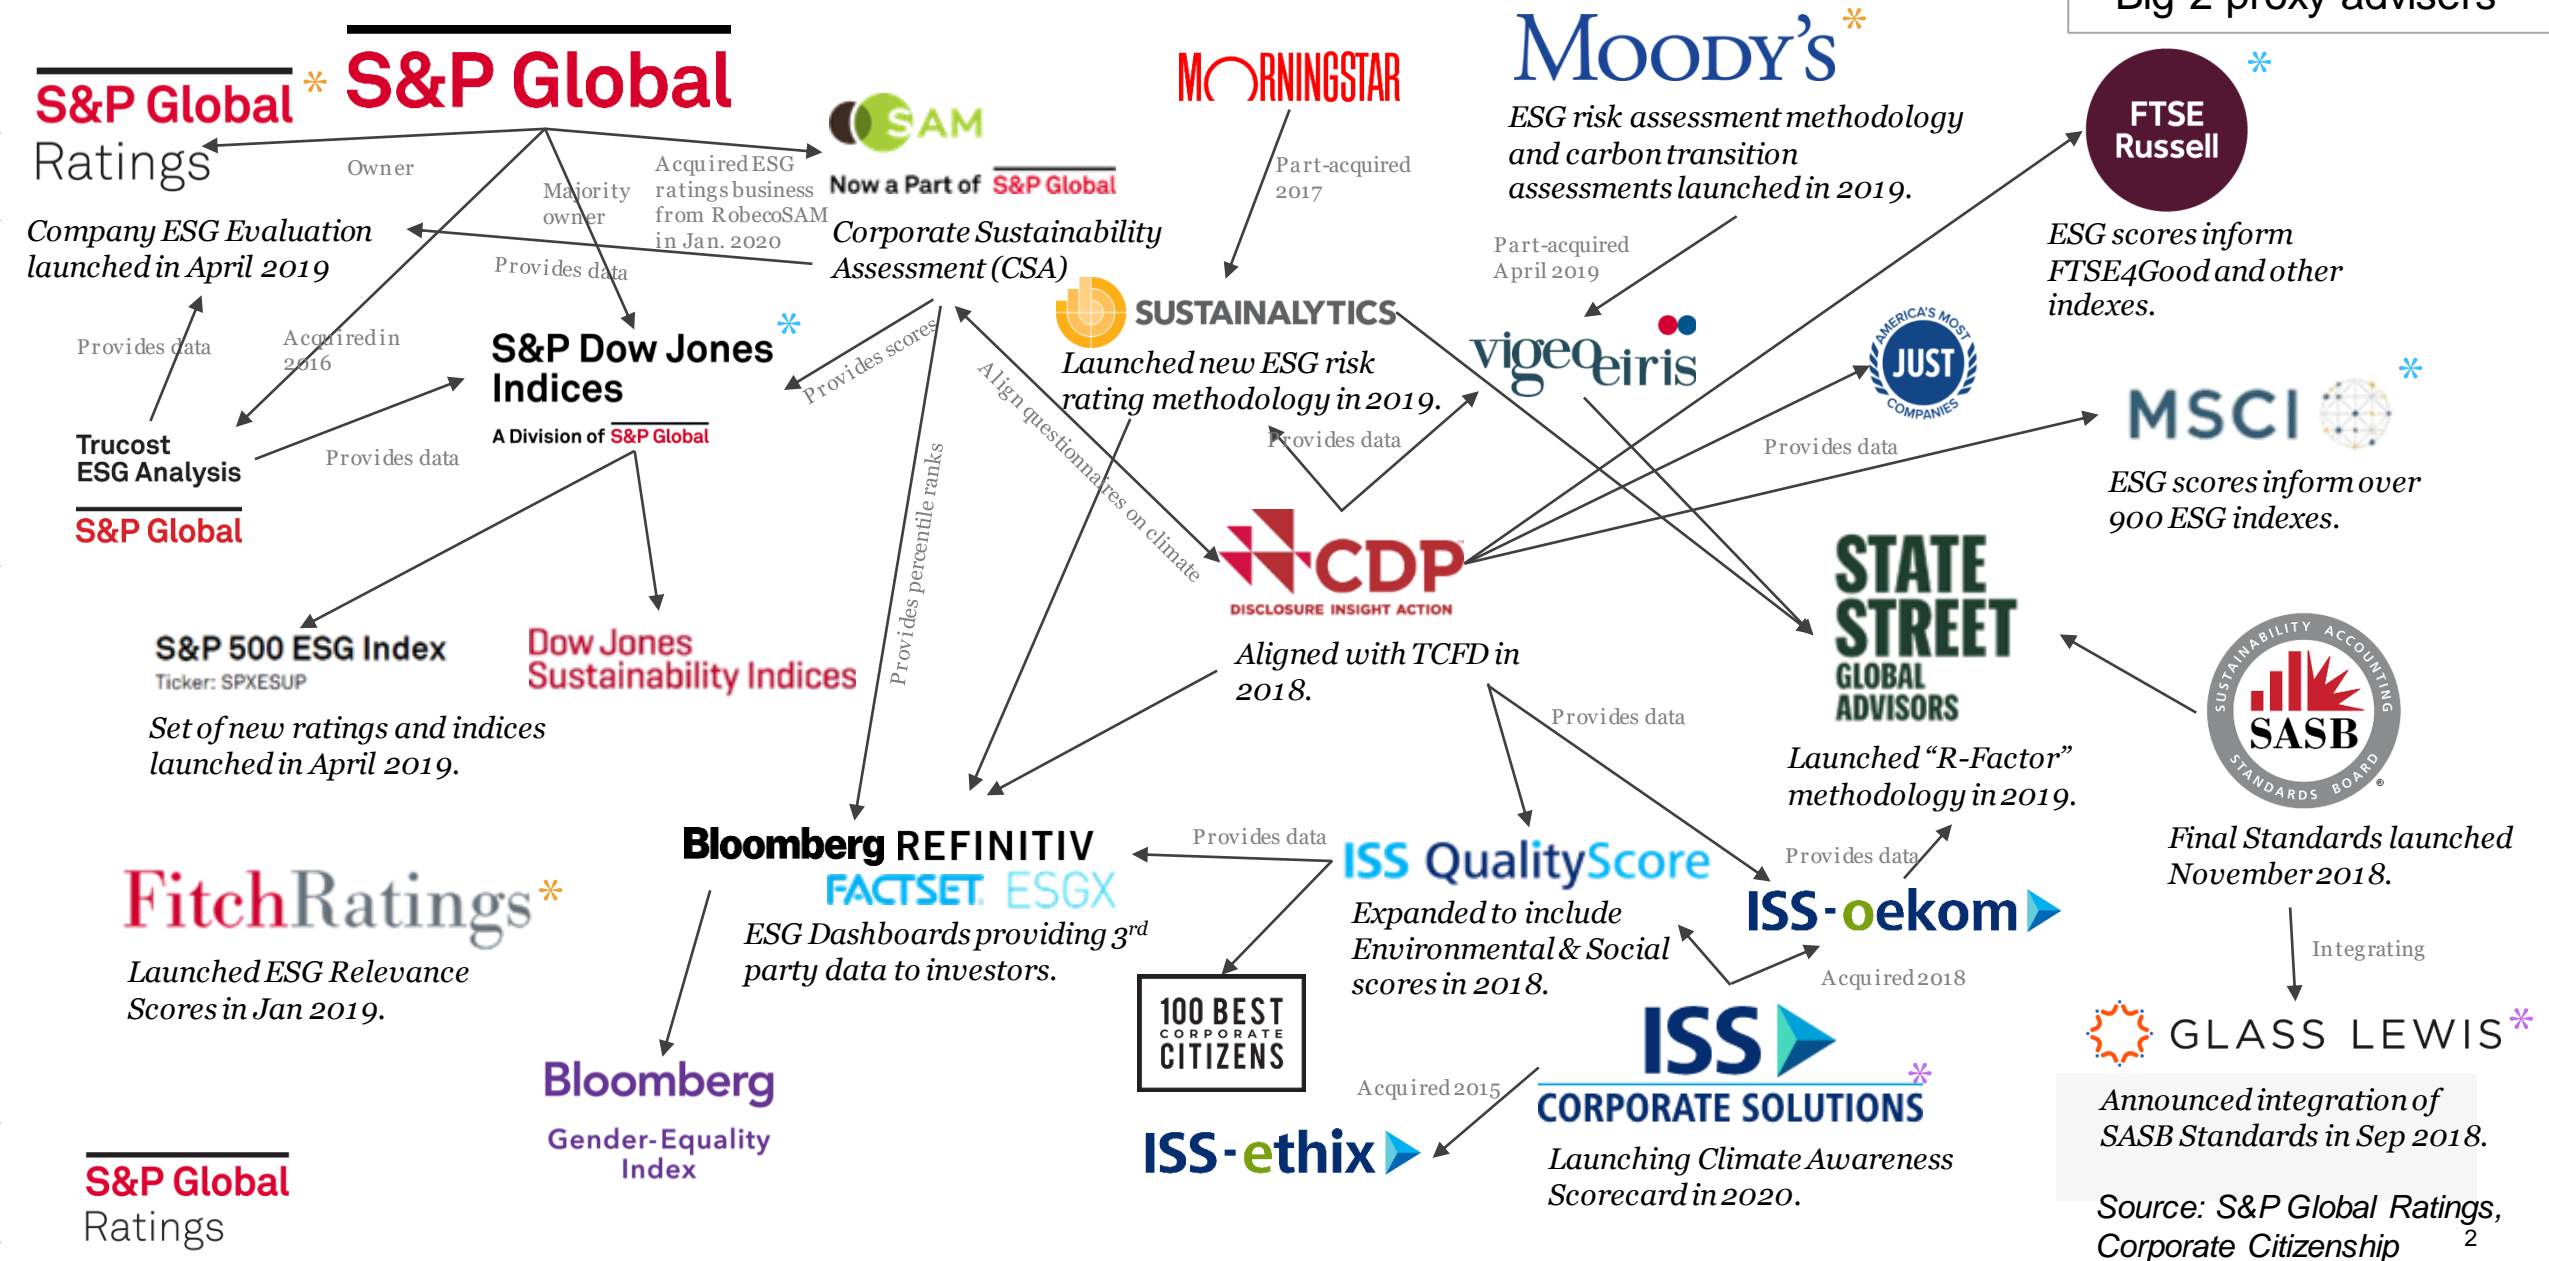 Big 2 proxy advisers
S&P Global
Ratings
S&P Global
SAM
Now a Part of S&P Global
MORNINGSTAR
MOODY'S
ESG risk assessment methodology
and carbon transition
assessments launched in 2019.
FTSE
Russell
Owner
Majority
owner
Acquired ESG
ratings business
from RobecoSAM
in Jan. 2020
Part-acquired
2017
Company ESG Evaluation
launched in April 2019
Corporate Sustainability
Assessment (CSA)
Provides data
Part-acquired
April 2019
ESG scores inform
FTSE4Good and other
indexes.
Provides data
Acquired in
2016
S&P Dow Jones
Indices
A Division of S&P Global
Provides scores
SUSTAINALYTICS
Launched new ESG risk
rating methodology in 2019.
vigeoeiris
AMERICA'S MOST
JUST
COMPANIES
MSCI
ESG scores inform over
900 ESG indexes.
Trucost
ESG Analysis
S&P Global
Provides data
Provides percentile ranks
Align questionnaires on climate
Provides data
Provides data
CDP
DISCLOSURE INSIGHT ACTION
Aligned with TCFD in
2018.
STATE
STREET
GLOBAL
ADVISORS
Launched “R-Factor”
methodology in 2019.
SUSTAINABILITY ACCOUNTING
SASB
STANDARDS BOARD ®
Final Standards launched
November 2018.
S&P 500 ESG Index
Ticker: SPXESUP
Set of new ratings and indices
launched in April 2019.
Dow Jones
Sustainability Indices
Provides data
Bloomberg REFINITIV
FACTSET ESGX
ESG Dashboards providing 3rd
party data to investors.
Provides data
ISS QualityScore
Expanded to include
Environmental & Social
scores in 2018.
Provides data
ISS-oekom
Acquired 2018
Integrating
FitchRatings
Launched ESG Relevance
Scores in Jan 2019.
100 BEST
CORPORATE
CITIZENS
ISS
CORPORATE SOLUTIONS
Launching Climate Awareness
Scorecard in 2020.
GLASS LEWIS
Announced integration of
SASB Standards in Sep 2018.
Bloomberg
Gender-Equality
Index
Acquired 2015
ISS-ethix
S&P Global
Ratings
Source: S&P Global Ratings,
Corporate Citizenship
2